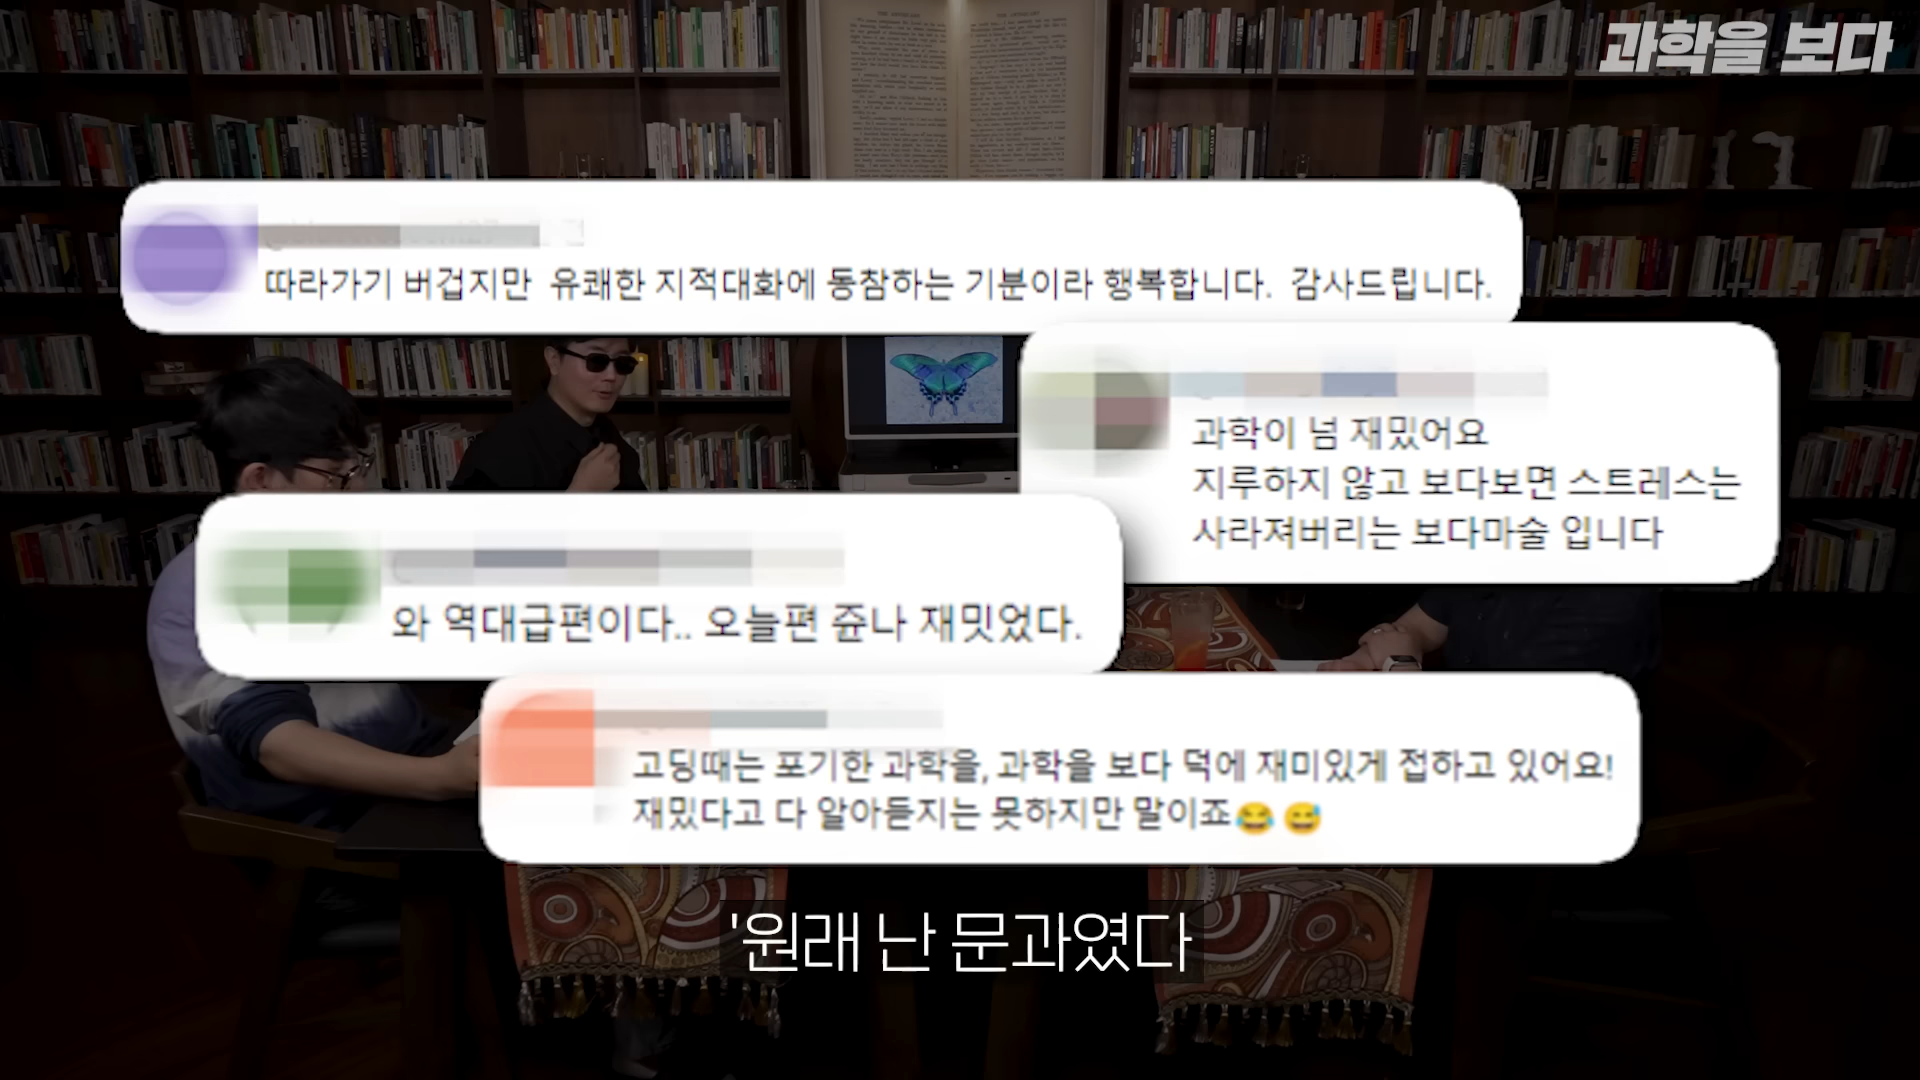 과학을 보다
따라가기 버겁지만 유쾌한 지적대화에 동참하는 기분이라 행복합니다. 감사드립니다.
과학이 넘 재밌어요
지루하지 않고 보다보면 스트레스는
사라져버리는 보다마술 입니다
와 역대급편이다.. 오늘편 쥰나 재밋었다.
고딩때는 포기한 과학을, 과학을 보다 덕에 재미있게 접하고 있어요!
재밌다고 다 알아듣지는 못하지만 말이죠😂 😅
'원래 난 문과였다